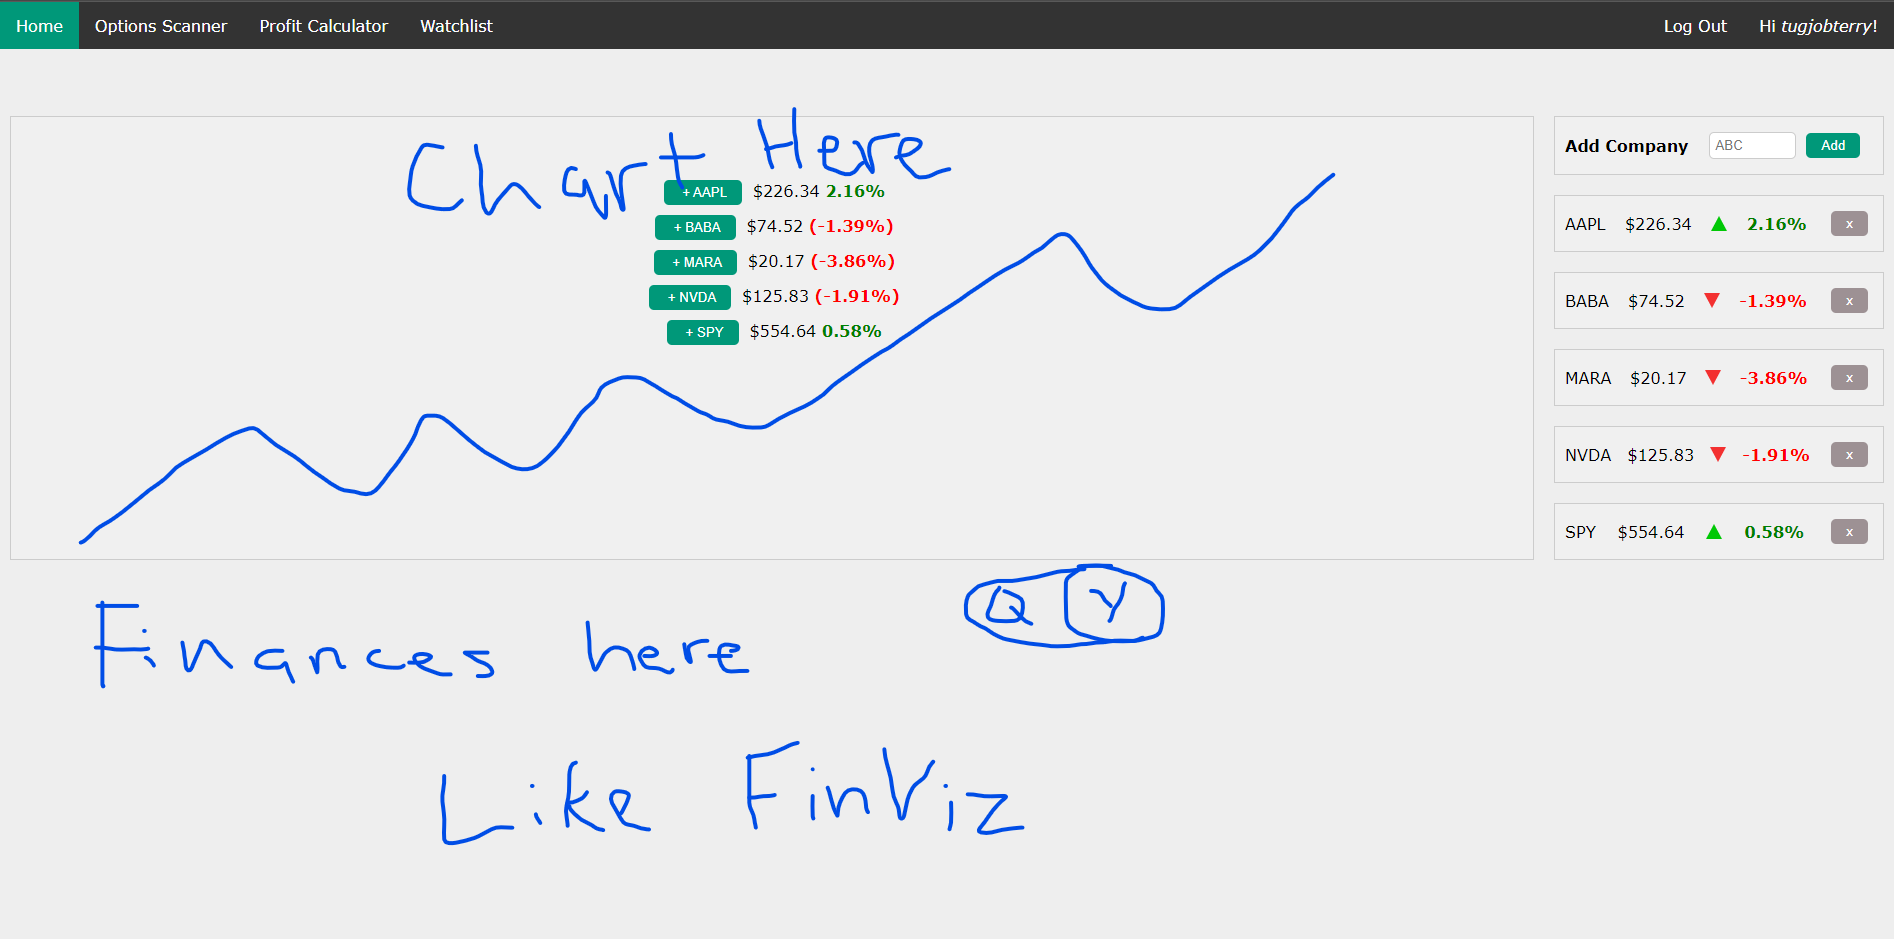 Home Options Scanner Profit Calculator Watchlist Log Out Hi tugjobterry!
Chart Here
+ AAPL $226.34 2.16%
+ BABA $74.52 (-1.39%)
+ MARA $20.17 (-3.86%)
+ NVDA $125.83 (-1.91%)
+ SPY $554.64 0.58%
Add Company ABC Add
AAPL $226.34 ▲ 2.16% x
BABA $74.52 ▼ -1.39% x
MARA $20.17 ▼ -3.86% x
NVDA $125.83 ▼ -1.91% x
SPY $554.64 ▲ 0.58% x
Q Y
Finances here
Like FinViz